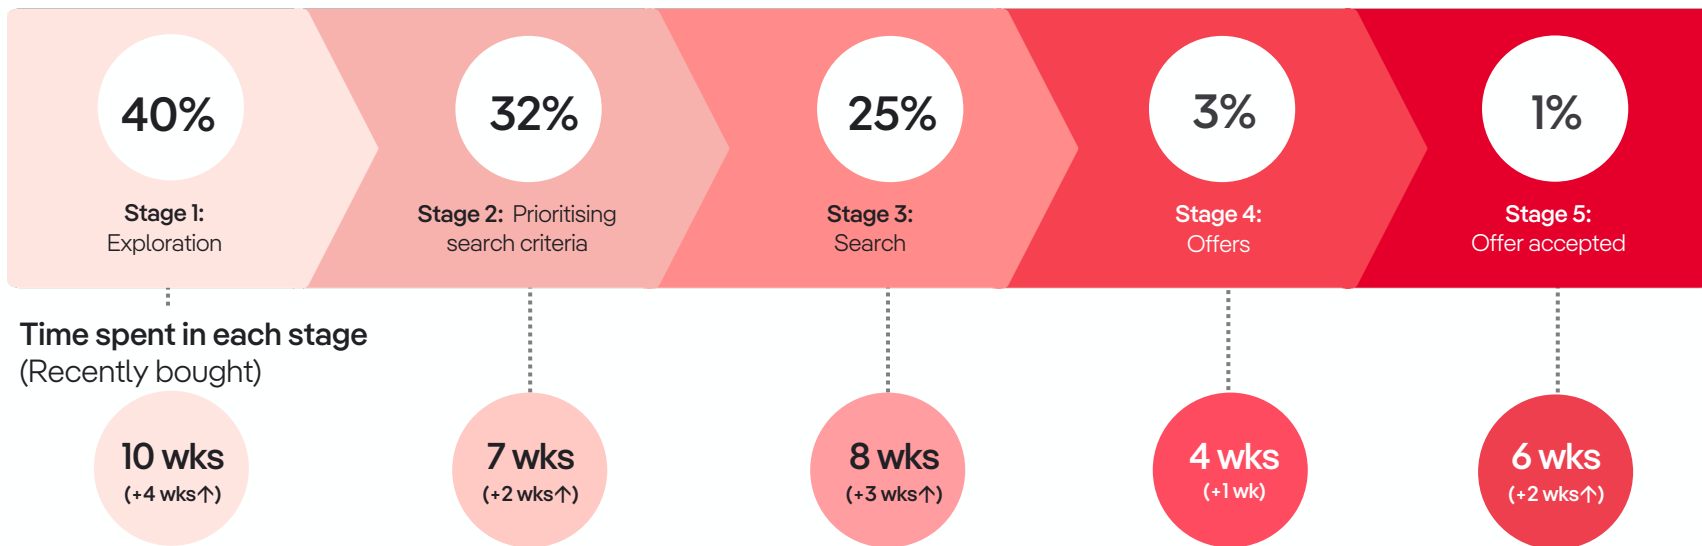 40%
32%
25%
3%
1%
Stage 1:
Exploration
Stage 2: Prioritising
search criteria
Stage 3:
Search
Stage 4:
Offers
Stage 5:
Offer accepted
Time spent in each stage
(Recently bought)
10 wks
(+4 wks↑)
7 wks
(+2 wks↑)
8 wks
(+3 wks↑)
4 wks
(+1 wk)
6 wks
(+2 wks↑)